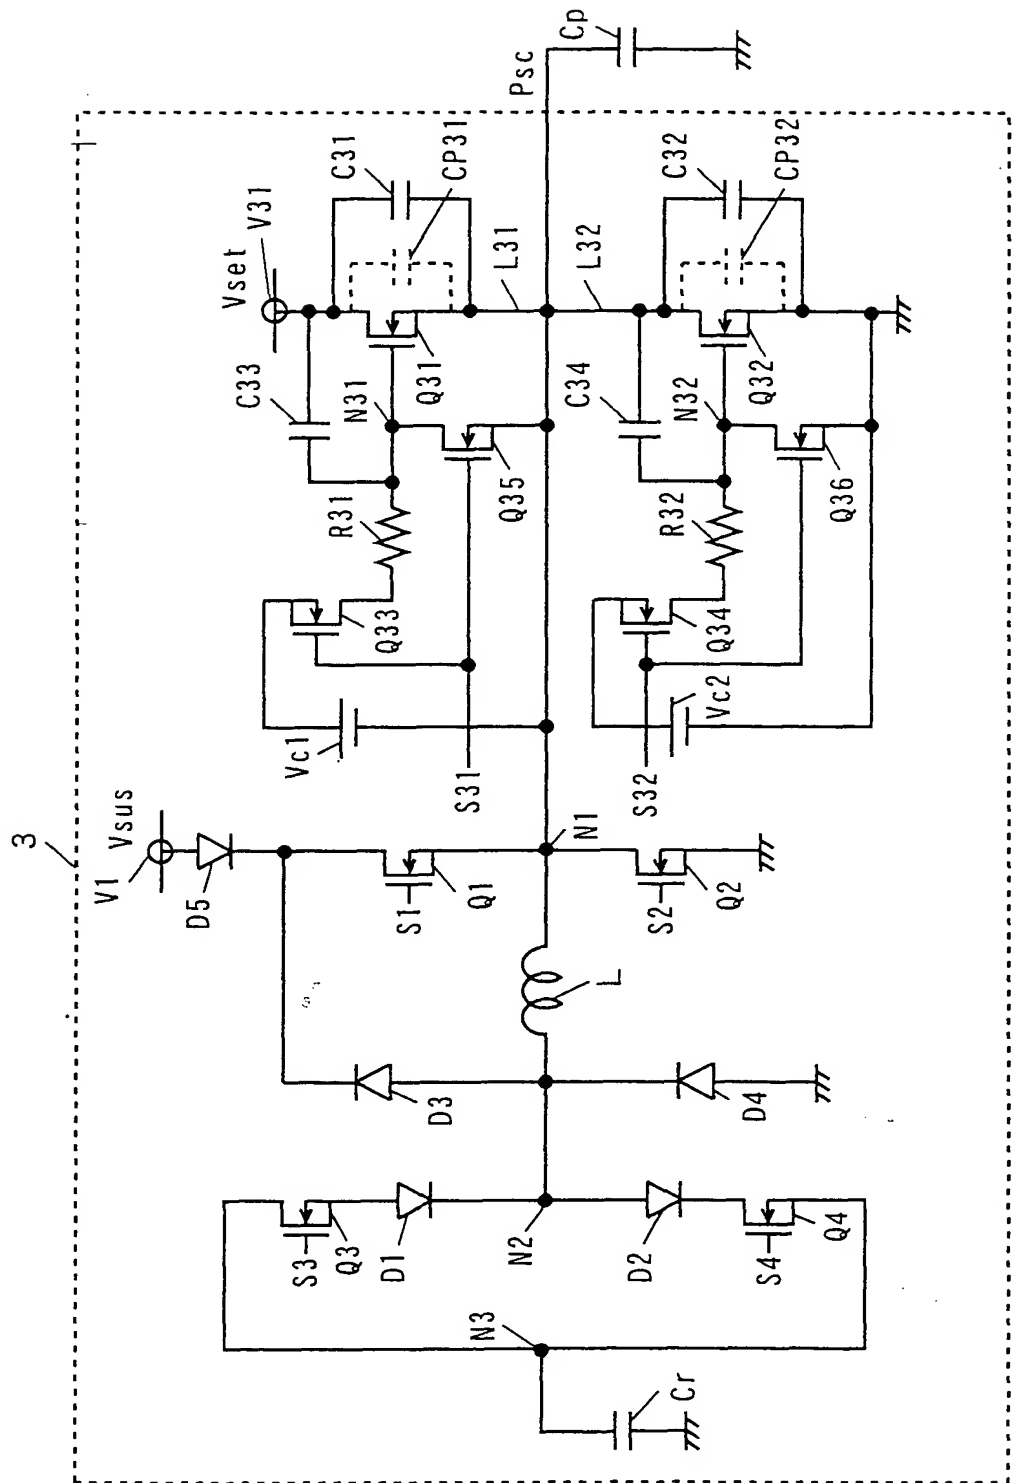 3
V1
Vsus
D5
Vset
V31
C33
C31
CP31
N31
Q31
R31
Q33
Q35
L31
Vc1
S31
Psc
Cp
S1
Q1
N1
L
S2
Q2
L32
C34
C32
CP32
N32
Q32
R32
Q34
Q36
S32
Vc2
D3
D4
S3
Q3
D1
N2
D2
S4
Q4
N3
Cr